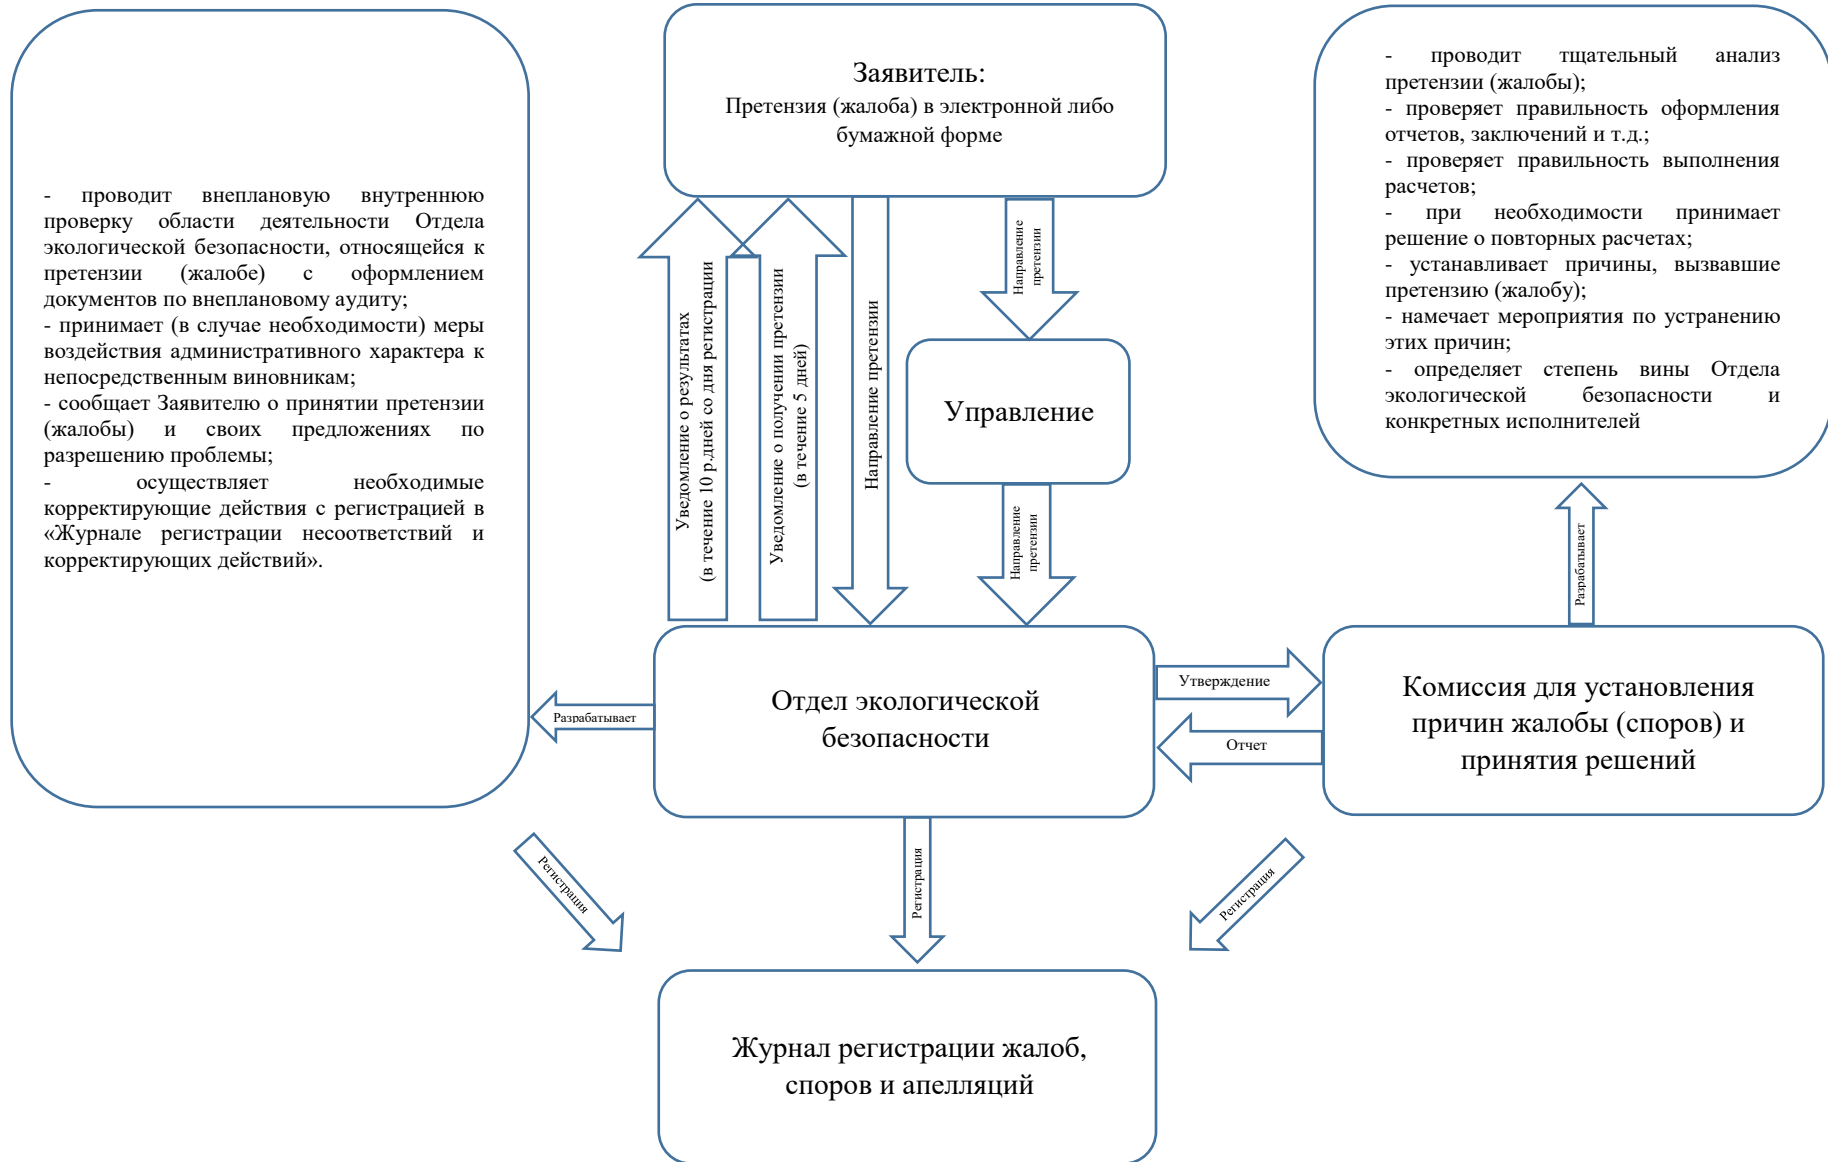 Заявитель:
Претензия (жалоба) в электронной либо
бумажной форме
- проводит тщательный анализ
претензии (жалобы);
- проверяет правильность оформления
отчетов, заключений и т.д.;
- проверяет правильность выполнения
расчетов;
- при необходимости принимает
решение о повторных расчетах;
- устанавливает причины, вызвавшие
претензию (жалобу);
- намечает мероприятия по устранению
этих причин;
- определяет степень вины Отдела
экологической безопасности и
конкретных исполнителей
- проводит внеплановую внутреннюю
проверку области деятельности Отдела
экологической безопасности, относящейся к
претензии (жалобе) с оформлением
документов по внеплановому аудиту;
- принимает (в случае необходимости) меры
воздействия административного характера к
непосредственным виновникам;
- сообщает Заявителю о принятии претензии
(жалобы) и своих предложениях по
разрешению проблемы;
- осуществляет необходимые
корректирующие действия с регистрацией в
«Журнале регистрации несоответствий и
корректирующих действий».
Уведомление о результатах
(в течение 10 р.дней со дня регистрации
Уведомление о получении претензии
(в течение 5 дней)
Направление претензии
Направление
претензии
Управление
Направление
претензии
Разрабатывает
Разрабатывает
Отдел экологической
безопасности
Утверждение
Отчет
Комиссия для установления
причин жалобы (споров) и
принятия решений
Регистрация
Регистрация
Регистрация
Журнал регистрации жалоб,
споров и апелляций